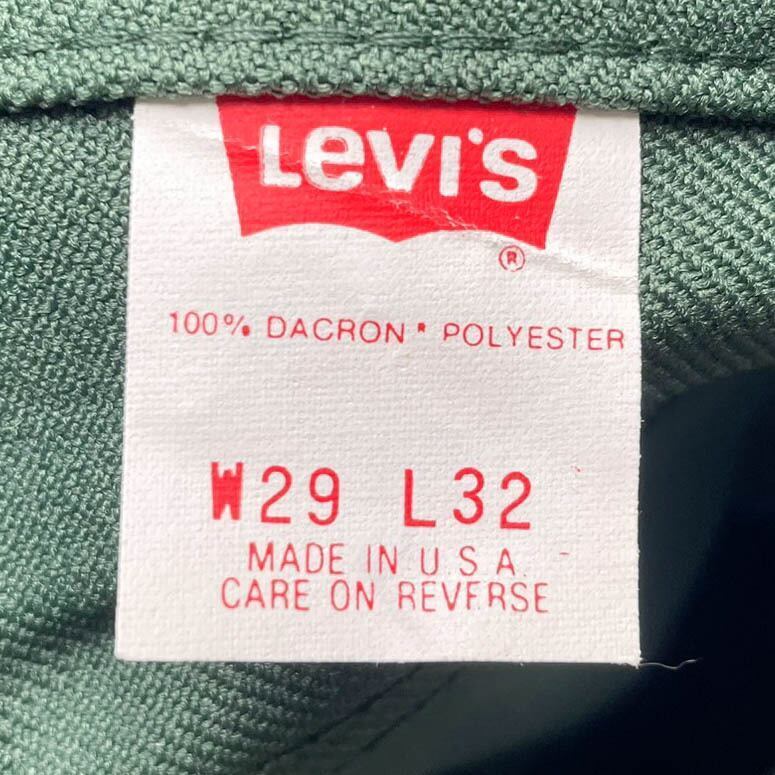 Levi's
®
100% DACRON® POLYESTER
W29 L32
MADE IN U.S.A.
CARE ON REVERSE